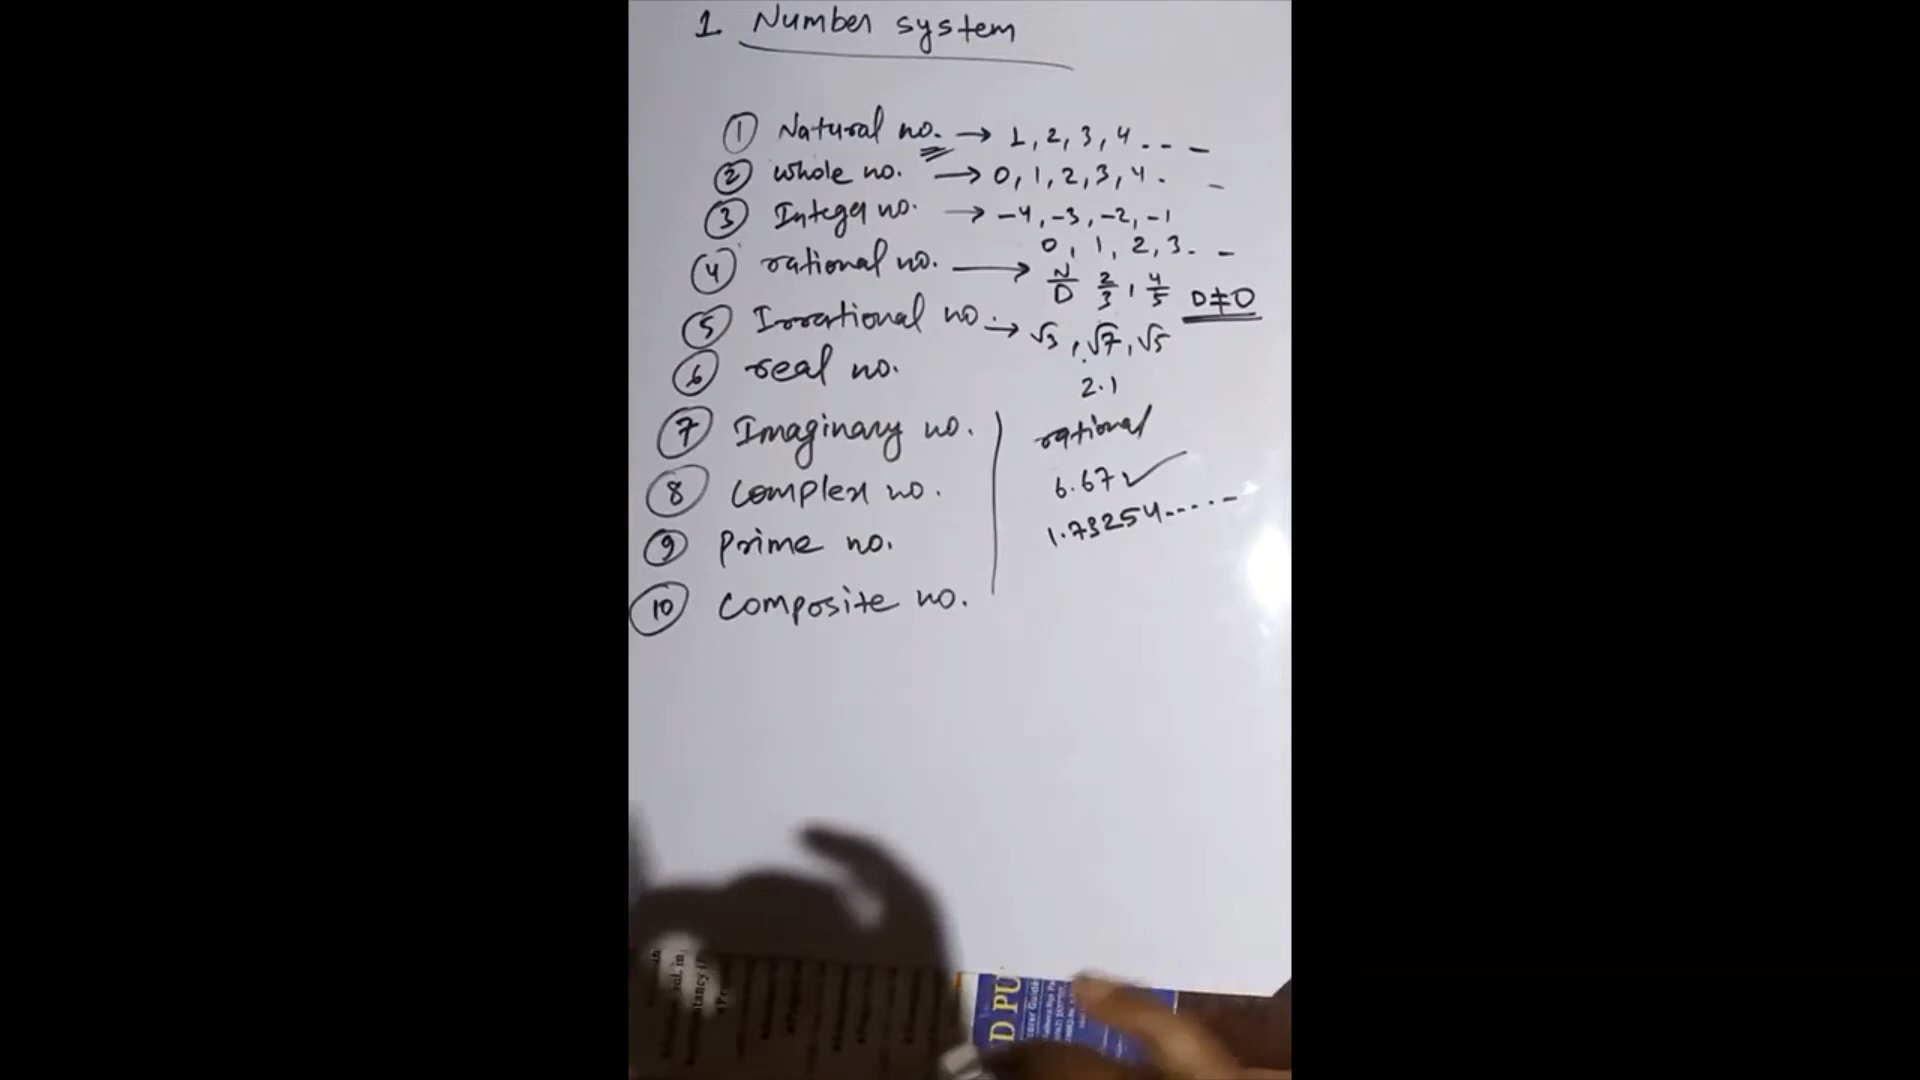 1 Number system
① Natural no. → 1, 2, 3, 4 . . . –
② whole no. → 0, 1, 2, 3, 4 . –
③ Integer no. → -4, -3, -2, -1
0, 1, 2, 3. –
④ rational no. → N/D 2/3, 4/5 D≠0
⑤ Irrational no. → √3, √7, √5
⑥ real no.
2.1
⑦ Imaginary no.
rational
⑧ complex no.
6.67 ✓
⑨ Prime no.
1.73254.....–
⑩ composite no.
D PU